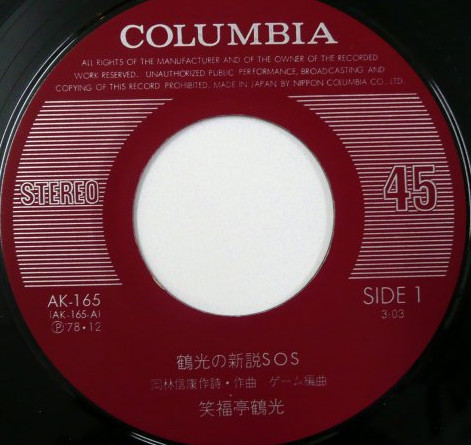 COLUMBIA
ALL RIGHTS OF THE MANUFACTURER AND OF THE OWNER OF THE RECORDED
WORK RESERVED. UNAUTHORIZED PUBLIC PERFORMANCE, BROADCASTING AND
COPYING OF THIS RECORD PROHIBITED. MADE IN JAPAN BY NIPPON COLUMBIA CO., LTD.
STEREO
45
AK-165
(AK-165-A)
Ⓟ78・12
SIDE 1
3:03
鶴光の新説SOS
岡林信康作詩・作曲 ゲーム編曲
笑福亭鶴光